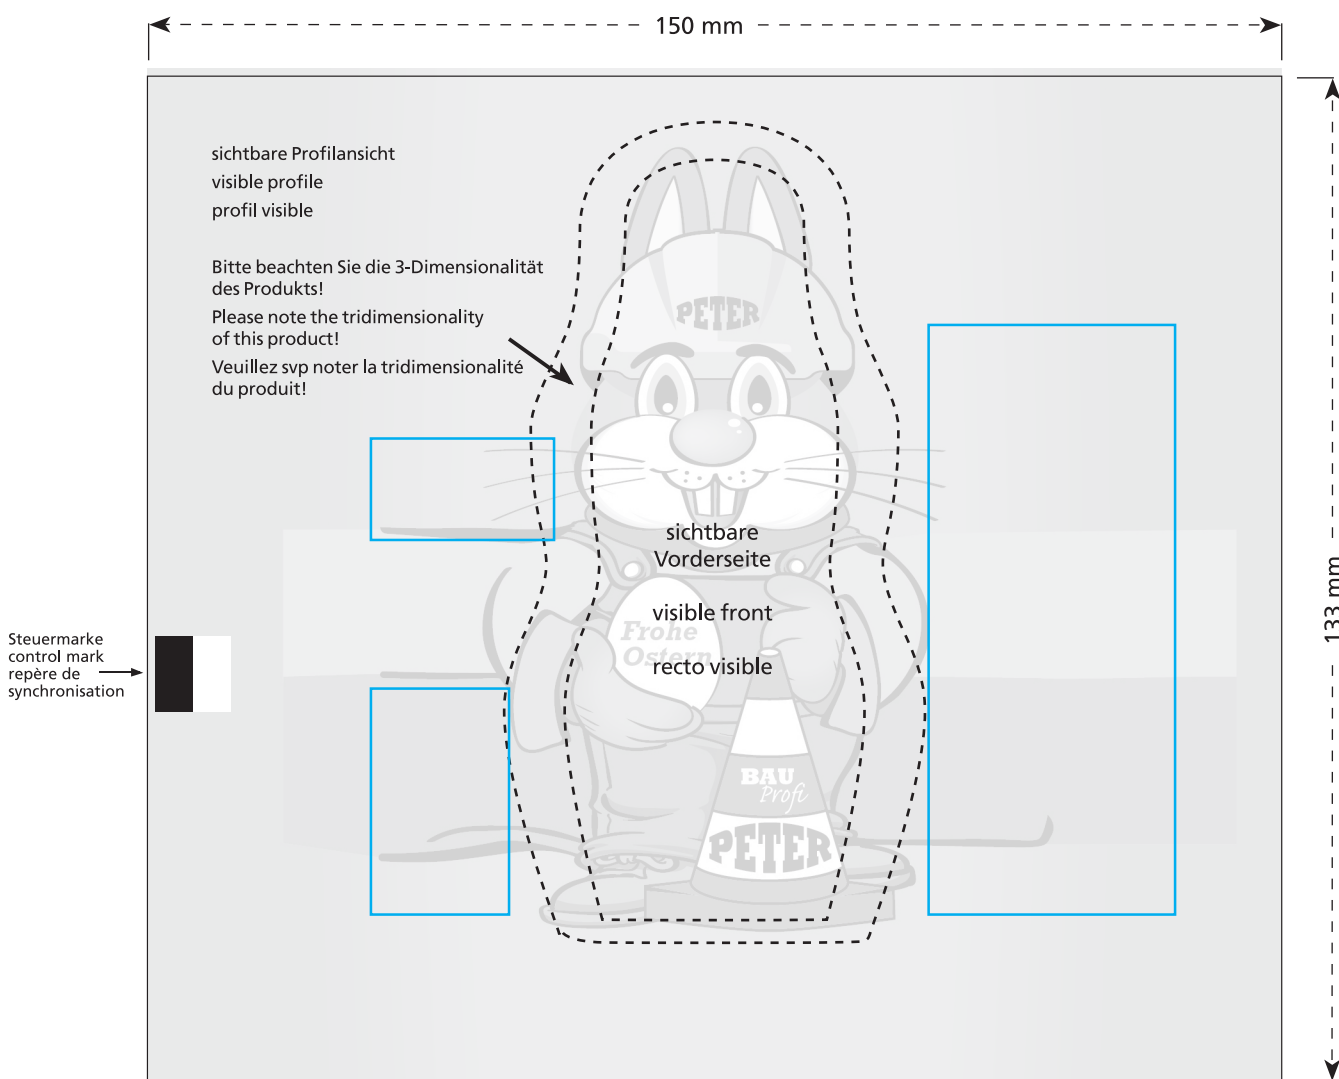 150 mm
sichtbare Profilansicht
visible profile
profil visible
Bitte beachten Sie die 3-Dimensionalität
des Produkts!
Please note the tridimensionality
of this product!
Veuillez svp noter la tridimensionalité
du produit!
PETER
sichtbare
Vorderseite
visible front
recto visible
Frohe
Ostern
133 mm
Steuermarke
control mark
repère de
synchronisation
BAU
Profi
PETER